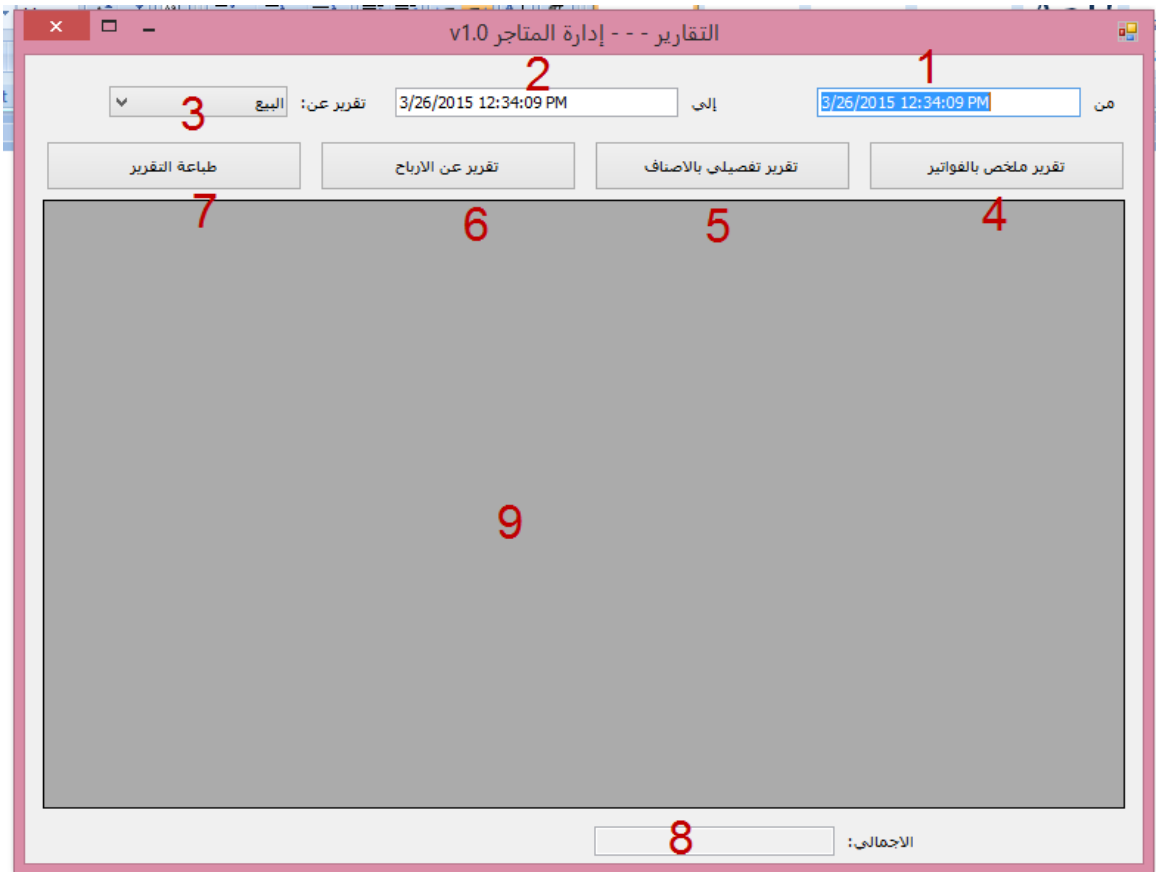 التقارير - - - إدارة المتاجر v1.0
1
2
من 3/26/2015 12:34:09 PM إلى 3/26/2015 12:34:09 PM تقرير عن: البيع
3
تقرير ملخص بالفواتير تقرير تفصيلي بالاصناف تقرير عن الارباح طباعة التقرير
4 5 6 7
9
الاجمالى: 8